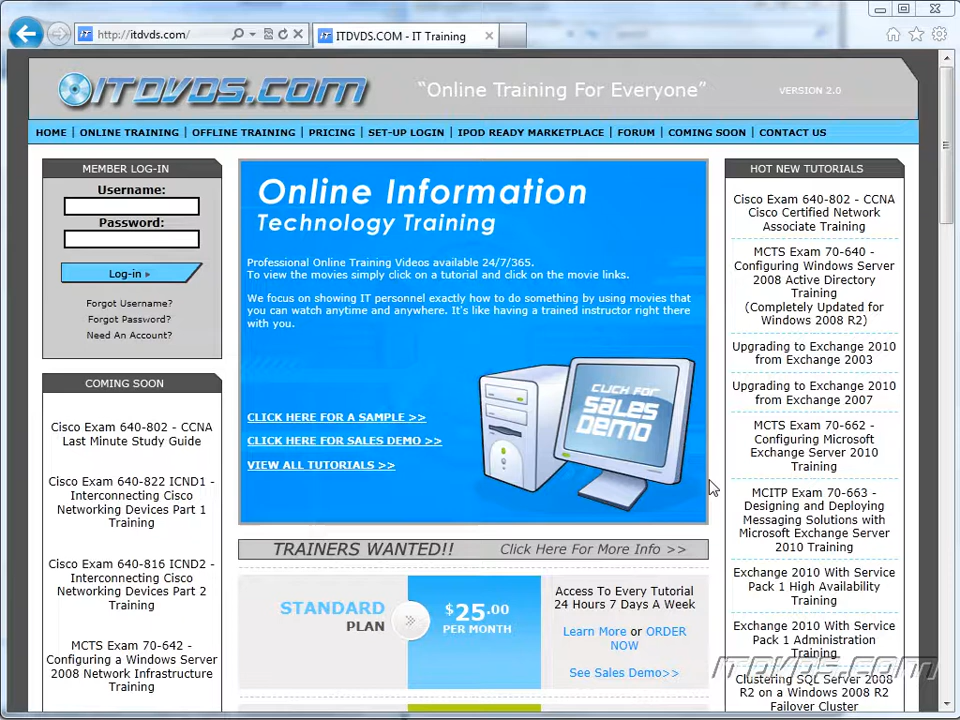 http://itdvds.com/
ITDVDS.COM - IT Training
ITDVDS.COM
"Online Training For Everyone"
VERSION 2.0
HOME | ONLINE TRAINING | OFFLINE TRAINING | PRICING | SET-UP LOGIN | IPOD READY MARKETPLACE | FORUM | COMING SOON | CONTACT US
MEMBER LOG-IN
Username:
Password:
Log-in
Forgot Username?
Forgot Password?
Need An Account?
COMING SOON
Cisco Exam 640-802 - CCNA
Last Minute Study Guide
Cisco Exam 640-822 ICND1 -
Interconnecting Cisco
Networking Devices Part 1
Training
Cisco Exam 640-816 ICND2 -
Interconnecting Cisco
Networking Devices Part 2
Training
MCTS Exam 70-642 -
Configuring a Windows Server
2008 Network Infrastructure
Training
Online Information
Technology Training
Professional Online Training Videos available 24/7/365.
To view the movies simply click on a tutorial and click on the movie links.
We focus on showing IT personnel exactly how to do something by using movies that
you can watch anytime and anywhere. It's like having a trained instructor right there
with you.
CLICK HERE FOR A SAMPLE >>
CLICK HERE FOR SALES DEMO >>
VIEW ALL TUTORIALS >>
CLICK FOR
SALES
DEMO
TRAINERS WANTED!! Click Here For More Info >>
STANDARD
PLAN
$25.00
PER MONTH
Access To Every Tutorial
24 Hours 7 Days A Week
Learn More or ORDER
NOW
See Sales Demo>>
HOT NEW TUTORIALS
Cisco Exam 640-802 - CCNA
Cisco Certified Network
Associate Training
MCTS Exam 70-640 -
Configuring Windows Server
2008 Active Directory
Training
(Completely Updated for
Windows 2008 R2)
Upgrading to Exchange 2010
from Exchange 2003
Upgrading to Exchange 2010
from Exchange 2007
MCTS Exam 70-662 -
Configuring Microsoft
Exchange Server 2010
Training
MCITP Exam 70-663 -
Designing and Deploying
Messaging Solutions with
Microsoft Exchange Server
2010 Training
Exchange 2010 With Service
Pack 1 High Availability
Training
Exchange 2010 With Service
Pack 1 Administration
Training
Clustering SQL Server 2008
R2 on a Windows 2008 R2
Failover Cluster
ITDVDS.COM